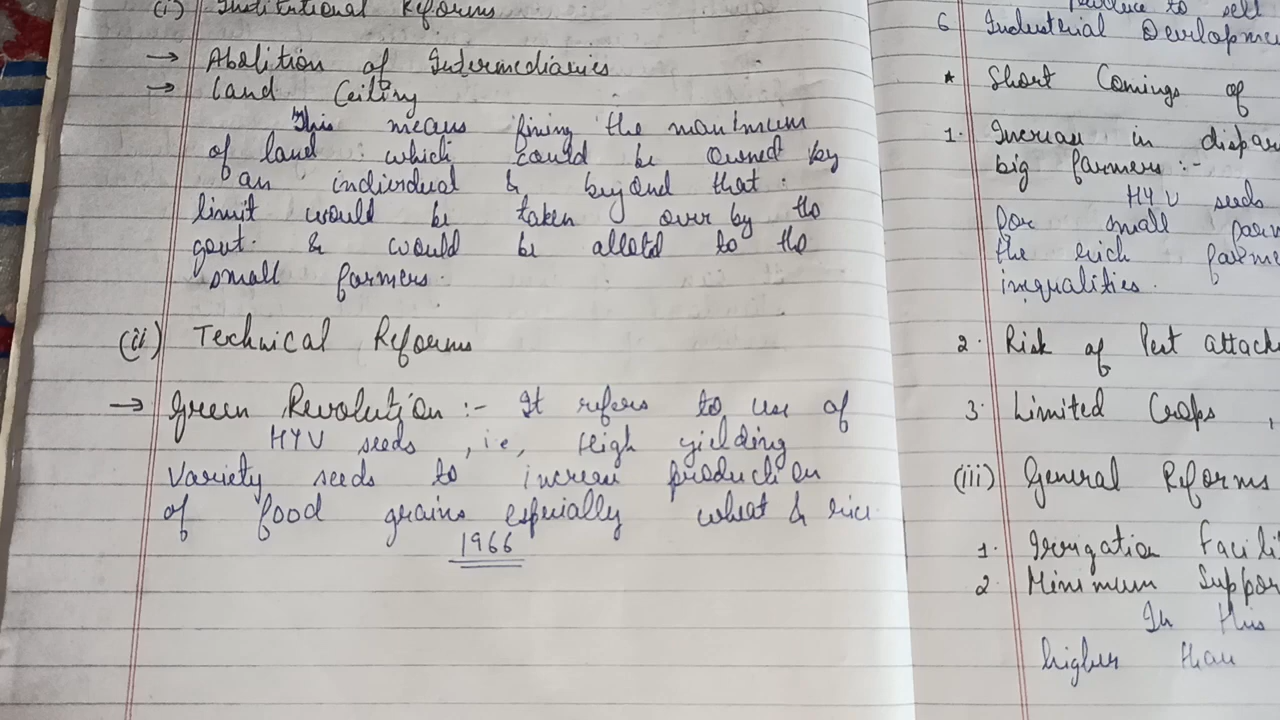 (i) Institutional Reforms
→ Abolition of Intermediaries
→ Land Ceiling
This means fixing the maximum
of land which could be owned by
an individual & beyond that
limit would be taken over by the
govt. & would be alloted to the
small farmers.
(ii) Technical Reforms
→ Green Revolution :- It refers to use of
HYV seeds, i.e, High yielding
Variety seeds to increase production
of food grains especially wheat & rice
1966
to sell
6 Industrial Developme
* Short Comings of
1. Increase in dispar
big farmers :-
HYV seeds
for small farm
the rich farme
inequalities.
2. Risk of Pest attack
3. Limited Crops,
(iii) General Reforms
1. Irrigation Facili
2. Minimum Suppor
In this
higher than